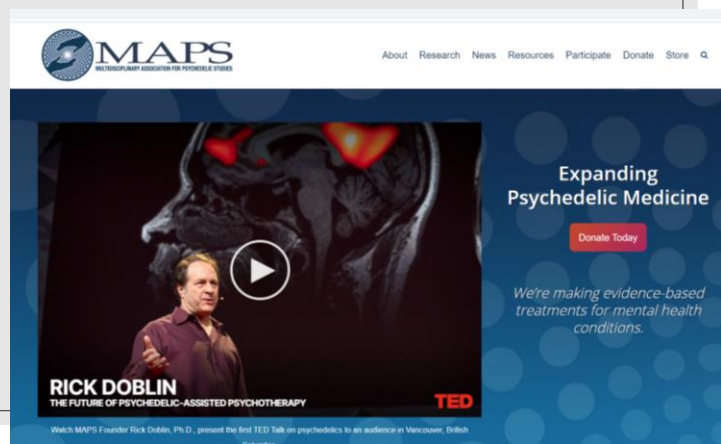 MAPS
MULTIDISCIPLINARY ASSOCIATION FOR PSYCHEDELIC STUDIES
About Research News Resources Participate Donate Store
Expanding
Psychedelic Medicine
Donate Today
We're making evidence-based
treatments for mental health
conditions.
RICK DOBLIN
THE FUTURE OF PSYCHEDELIC-ASSISTED PSYCHOTHERAPY
TED
Watch MAPS Founder Rick Doblin, Ph.D., present the first TED Talk on psychedelics to an audience in Vancouver, British